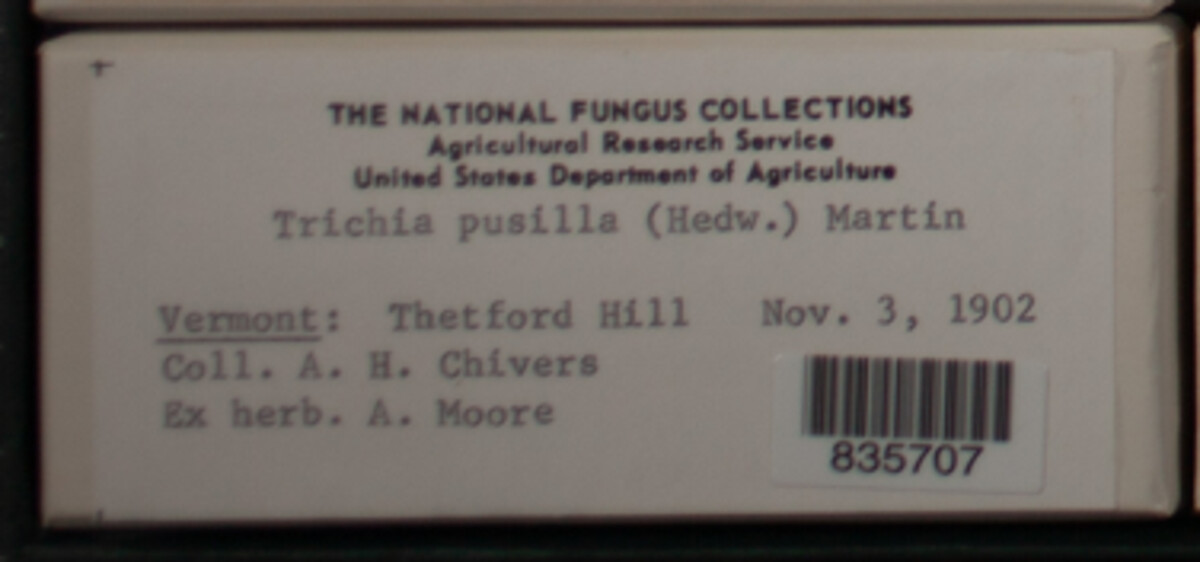 THE NATIONAL FUNGUS COLLECTIONS
Agricultural Research Service
United States Department of Agriculture
Trichia pusilla (Hedw.) Martin
Vermont: Thetford Hill Nov. 3, 1902
Coll. A. H. Chivers
Ex herb. A. Moore
835707